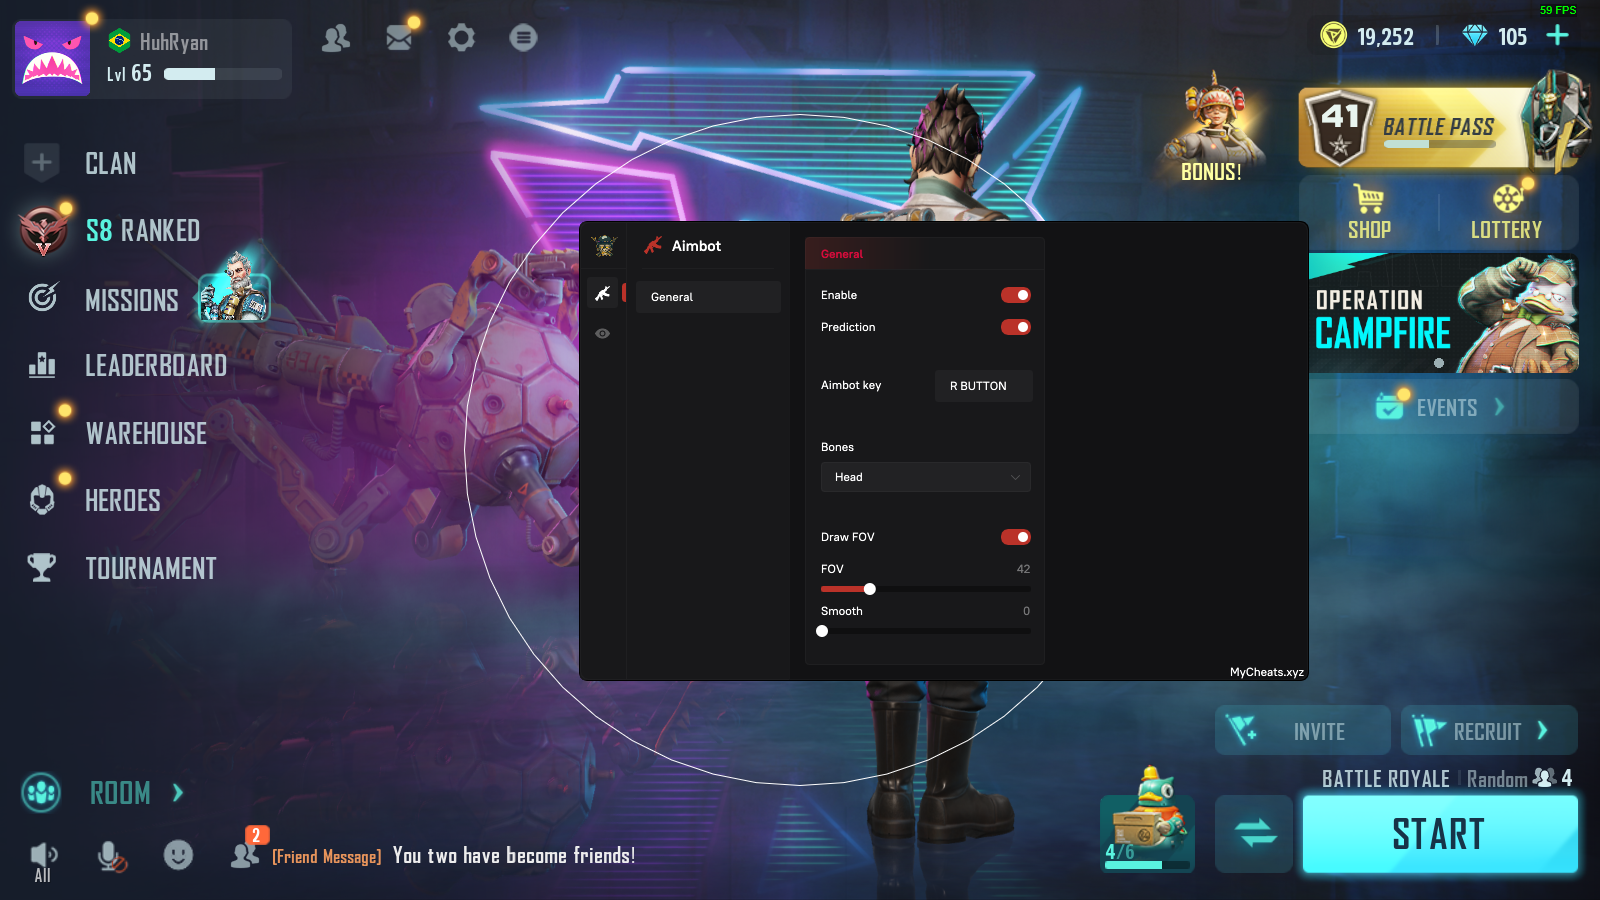 59 FPS
HuhRyan
Lvl 65
19,252
105
CLAN
S8 RANKED
MISSIONS
LEADERBOARD
WAREHOUSE
HEROES
TOURNAMENT
BONUS!
41
BATTLE PASS
SHOP
LOTTERY
OPERATION
CAMPFIRE
EVENTS
Aimbot
General
General
Enable
Prediction
Aimbot key
R BUTTON
Bones
Head
Draw FOV
FOV
42
Smooth
0
MyCheats.xyz
INVITE
RECRUIT
BATTLE ROYALE
Random
4
START
4/6
ROOM
All
2
[Friend Message] You two have become friends!